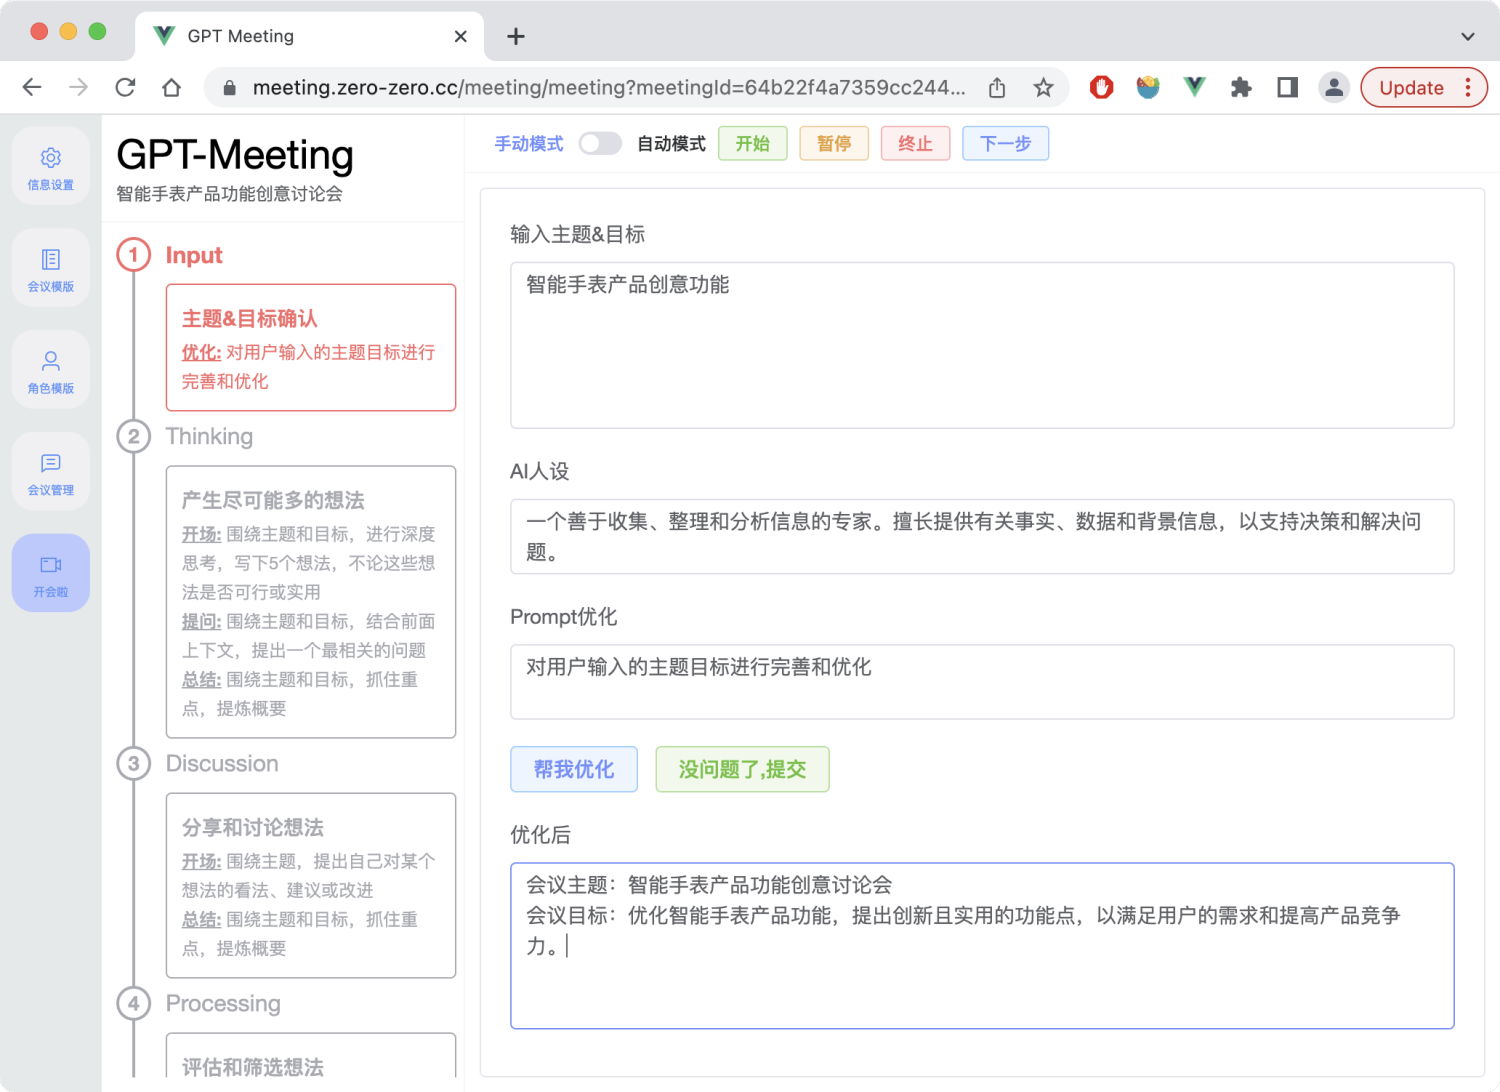 GPT Meeting
meeting.zero-zero.cc/meeting/meeting?meetingId=64b22f4a7359cc244...
Update
信息设置
会议模版
角色模版
会议管理
开会啦
GPT-Meeting
智能手表产品功能创意讨论会
1 Input
主题&目标确认
优化: 对用户输入的主题目标进行
完善和优化
2 Thinking
产生尽可能多的想法
开场: 围绕主题和目标，进行深度
思考，写下5个想法，不论这些想
法是否可行或实用
提问: 围绕主题和目标，结合前面
上下文，提出一个最相关的问题
总结: 围绕主题和目标，抓住重
点，提炼概要
3 Discussion
分享和讨论想法
开场: 围绕主题，提出自己对某个
想法的看法、建议或改进
总结: 围绕主题和目标，抓住重
点，提炼概要
4 Processing
评估和筛选想法
手动模式 自动模式 开始 暂停 终止 下一步
输入主题&目标
智能手表产品创意功能
AI人设
一个善于收集、整理和分析信息的专家。擅长提供有关事实、数据和背景信息，以支持决策和解决问
题。
Prompt优化
对用户输入的主题目标进行完善和优化
帮我优化 没问题了,提交
优化后
会议主题：智能手表产品功能创意讨论会
会议目标：优化智能手表产品功能，提出创新且实用的功能点，以满足用户的需求和提高产品竞争
力。